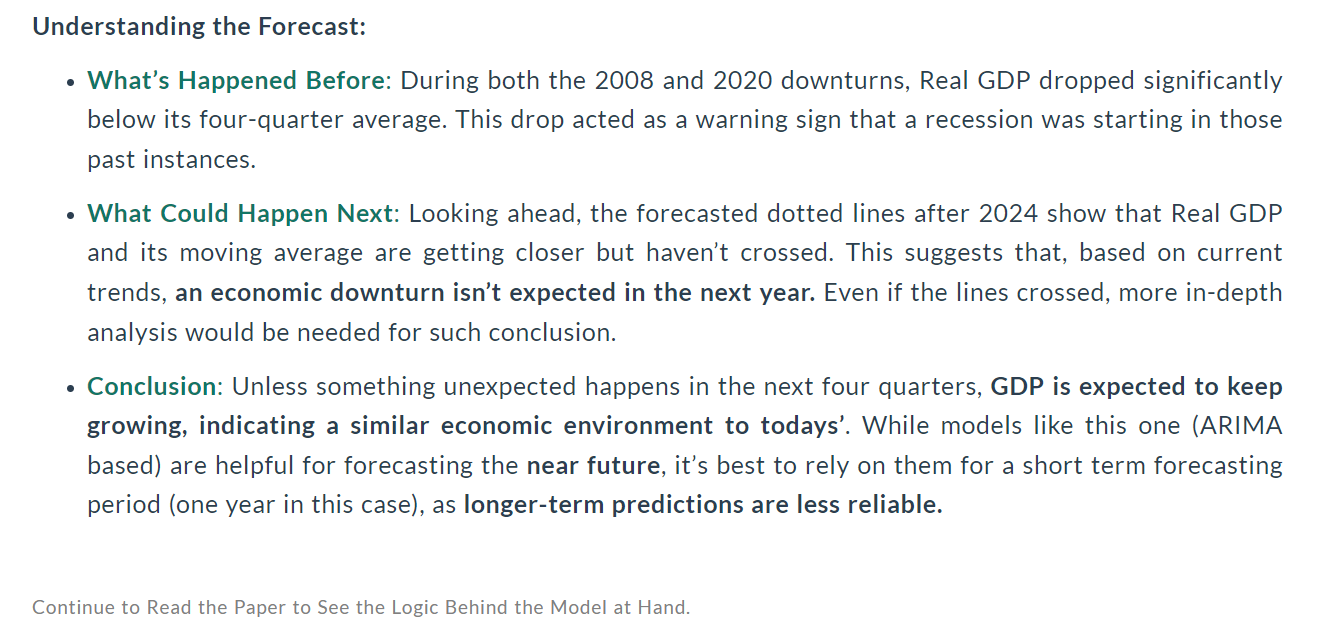 Understanding the Forecast:
• What’s Happened Before: During both the 2008 and 2020 downturns, Real GDP dropped significantly
below its four-quarter average. This drop acted as a warning sign that a recession was starting in those
past instances.
• What Could Happen Next: Looking ahead, the forecasted dotted lines after 2024 show that Real GDP
and its moving average are getting closer but haven’t crossed. This suggests that, based on current
trends, an economic downturn isn’t expected in the next year. Even if the lines crossed, more in-depth
analysis would be needed for such conclusion.
• Conclusion: Unless something unexpected happens in the next four quarters, GDP is expected to keep
growing, indicating a similar economic environment to todays’. While models like this one (ARIMA
based) are helpful for forecasting the near future, it’s best to rely on them for a short term forecasting
period (one year in this case), as longer-term predictions are less reliable.
Continue to Read the Paper to See the Logic Behind the Model at Hand.